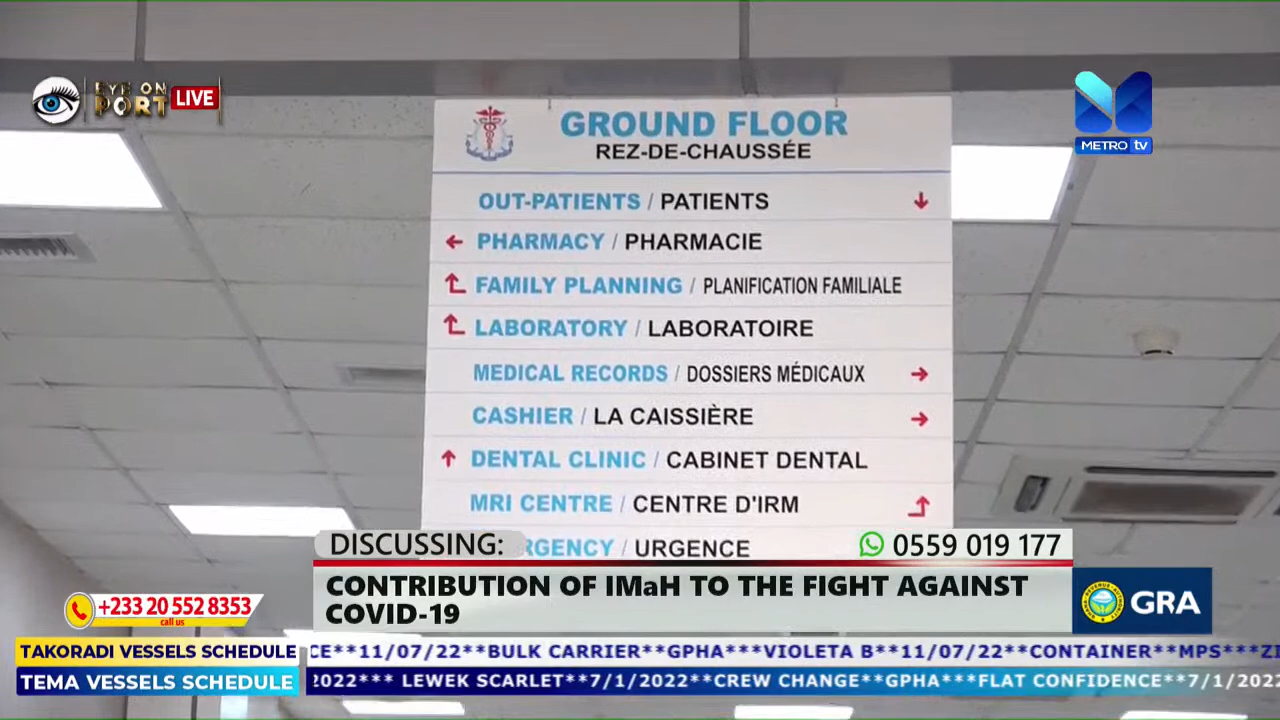 EYE ON
PORT LIVE
METRO tv
GROUND FLOOR
REZ-DE-CHAUSSÉE
OUT-PATIENTS / PATIENTS
PHARMACY / PHARMACIE
FAMILY PLANNING / PLANIFICATION FAMILIALE
LABORATORY / LABORATOIRE
MEDICAL RECORDS / DOSSIERS MÉDICAUX
CASHIER / LA CAISSIÈRE
DENTAL CLINIC / CABINET DENTAL
MRI CENTRE / CENTRE D'IRM
RGENCY / URGENCE
DISCUSSING:
0559 019 177
CONTRIBUTION OF IMaH TO THE FIGHT AGAINST
COVID-19
+233 20 552 8353
call us
GRA
TAKORADI VESSELS SCHEDULE CE**11/07/22**BULK CARRIER**GPHA***VIOLETA B**11/07/22**CONTAINER**MPS***ZI
TEMA VESSELS SCHEDULE 2022*** LEWEK SCARLET**7/1/2022**CREW CHANGE**GPHA***FLAT CONFIDENCE**7/1/2022